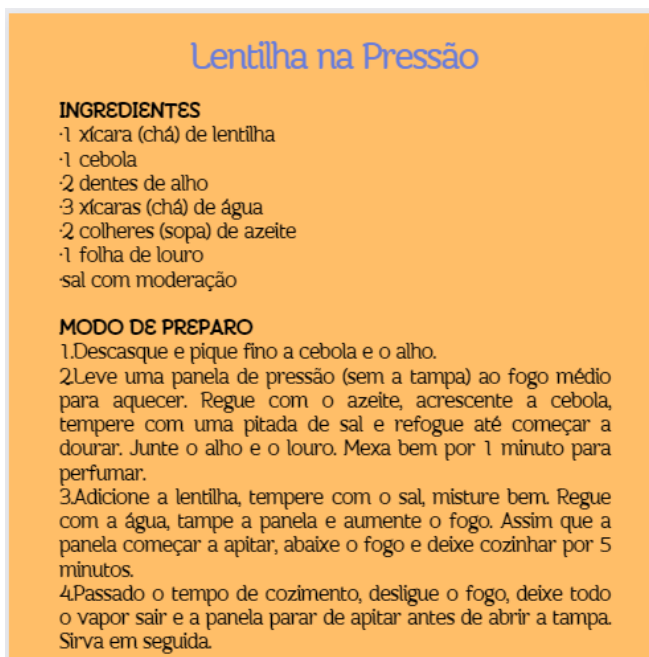 Lentilha na Pressão
INGREDIENTES
·1 xícara (chá) de lentilha
·1 cebola
·2 dentes de alho
·3 xícaras (chá) de água
·2 colheres (sopa) de azeite
·1 folha de louro
·sal com moderação
MODO DE PREPARO
1.Descasque e pique fino a cebola e o alho.
2.Leve uma panela de pressão (sem a tampa) ao fogo médio
para aquecer. Regue com o azeite, acrescente a cebola,
tempere com uma pitada de sal e refogue até começar a
dourar. Junte o alho e o louro. Mexa bem por 1 minuto para
perfumar.
3.Adicione a lentilha, tempere com o sal, misture bem. Regue
com a água, tampe a panela e aumente o fogo. Assim que a
panela começar a apitar, abaixe o fogo e deixe cozinhar por 5
minutos.
4.Passado o tempo de cozimento, desligue o fogo, deixe todo
o vapor sair e a panela parar de apitar antes de abrir a tampa.
Sirva em seguida.